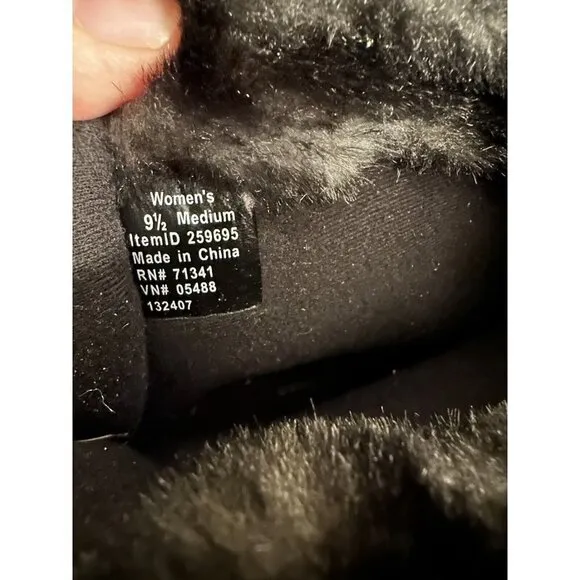 Women's
9½ Medium
ItemID 259695
Made in China
RN# 71341
VN# 05488
132407